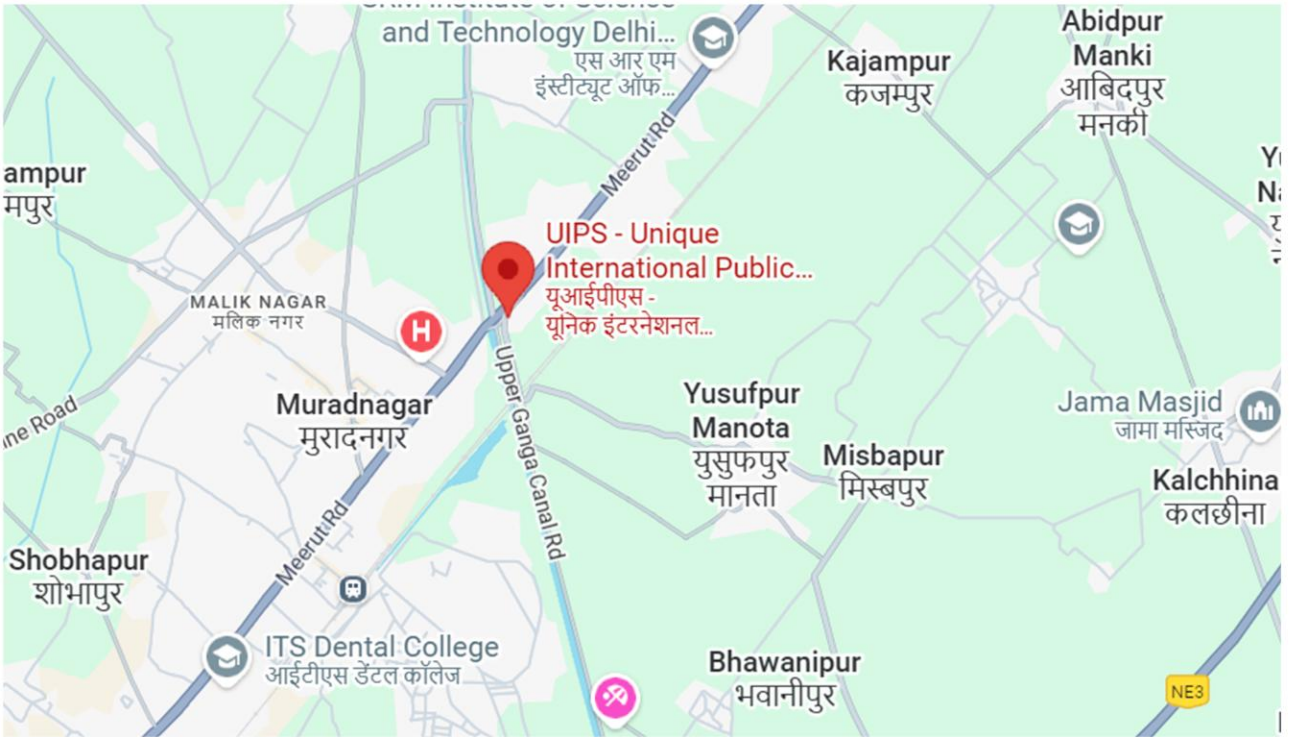 and Technology Delhi...
एस आर एम
इंस्टीट्यूट ऑफ...
Kajampur
कजम्पुर
Abidpur
Manki
आबिदपुर
मनकी
ampur
मपुर
Meerut Rd
UIPS - Unique
International Public...
यूआईपीएस -
यूनिक इंटरनेशनल...
MALIK NAGAR
मलिक नगर
H
Upper Ganga Canal Rd
Muradnagar
मुरादनगर
ine Road
Yusufpur
Manota
युसुफपुर
मानता
Misbapur
मिस्बपुर
Jama Masjid
जामा मस्जिद
Kalchhina
कलछीना
Meerut Rd
Shobhapur
शोभापुर
ITS Dental College
आईटीएस डेंटल कॉलेज
Bhawanipur
भवानीपुर
NE3